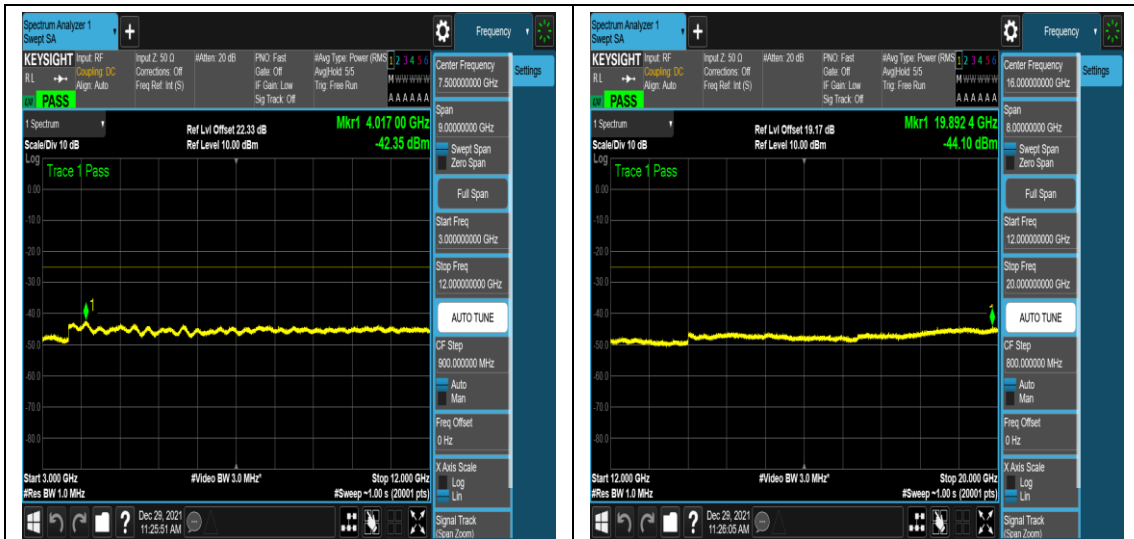 Spectrum Analyzer 1
Swept SA
+
Frequency
KEYSIGHT
RL
PASS
Input: RF
Coupling: DC
Align: Auto
Input Z: 50 Ω
Corrections: Off
Freq Ref: Int (S)
#Atten: 20 dB
PNO: Fast
Gate: Off
IF Gain: Low
Sig Track: Off
#Avg Type: Power (RMS
Avg|Hold: 5/5
Trig: Free Run
1 2 3 4 5 6
M W W W W W
A A A A A A
1 Spectrum
Scale/Div 10 dB
Ref Lvl Offset 22.33 dB
Ref Level 10.00 dBm
Mkr1 4.017 00 GHz
-42.35 dBm
Log
Trace 1 Pass
0.00
-10.0
-20.0
-30.0
-40.0
-50.0
-60.0
-70.0
-80.0
1
Start 3.000 GHz
#Res BW 1.0 MHz
#Video BW 3.0 MHz*
Stop 12.000 GHz
#Sweep ~1.00 s (20001 pts)
Dec 29, 2021
11:25:51 AM
Center Frequency
7.500000000 GHz
Settings
Span
9.00000000 GHz
Swept Span
Zero Span
Full Span
Start Freq
3.000000000 GHz
Stop Freq
12.000000000 GHz
AUTO TUNE
CF Step
900.000000 MHz
Auto
Man
Freq Offset
0 Hz
X Axis Scale
Log
Lin
Signal Track
(Span Zoom)
Spectrum Analyzer 1
Swept SA
+
Frequency
KEYSIGHT
RL
PASS
Input: RF
Coupling: DC
Align: Auto
Input Z: 50 Ω
Corrections: Off
Freq Ref: Int (S)
#Atten: 20 dB
PNO: Fast
Gate: Off
IF Gain: Low
Sig Track: Off
#Avg Type: Power (RMS
Avg|Hold: 5/5
Trig: Free Run
1 2 3 4 5 6
M W W W W W
A A A A A A
1 Spectrum
Scale/Div 10 dB
Ref Lvl Offset 19.17 dB
Ref Level 10.00 dBm
Mkr1 19.892 4 GHz
-44.10 dBm
Log
Trace 1 Pass
0.00
-10.0
-20.0
-30.0
-40.0
-50.0
-60.0
-70.0
-80.0
1
Start 12.000 GHz
#Res BW 1.0 MHz
#Video BW 3.0 MHz*
Stop 20.000 GHz
#Sweep ~1.00 s (20001 pts)
Dec 29, 2021
11:26:05 AM
Center Frequency
16.000000000 GHz
Settings
Span
8.00000000 GHz
Swept Span
Zero Span
Full Span
Start Freq
12.000000000 GHz
Stop Freq
20.000000000 GHz
AUTO TUNE
CF Step
800.000000 MHz
Auto
Man
Freq Offset
0 Hz
X Axis Scale
Log
Lin
Signal Track
(Span Zoom)